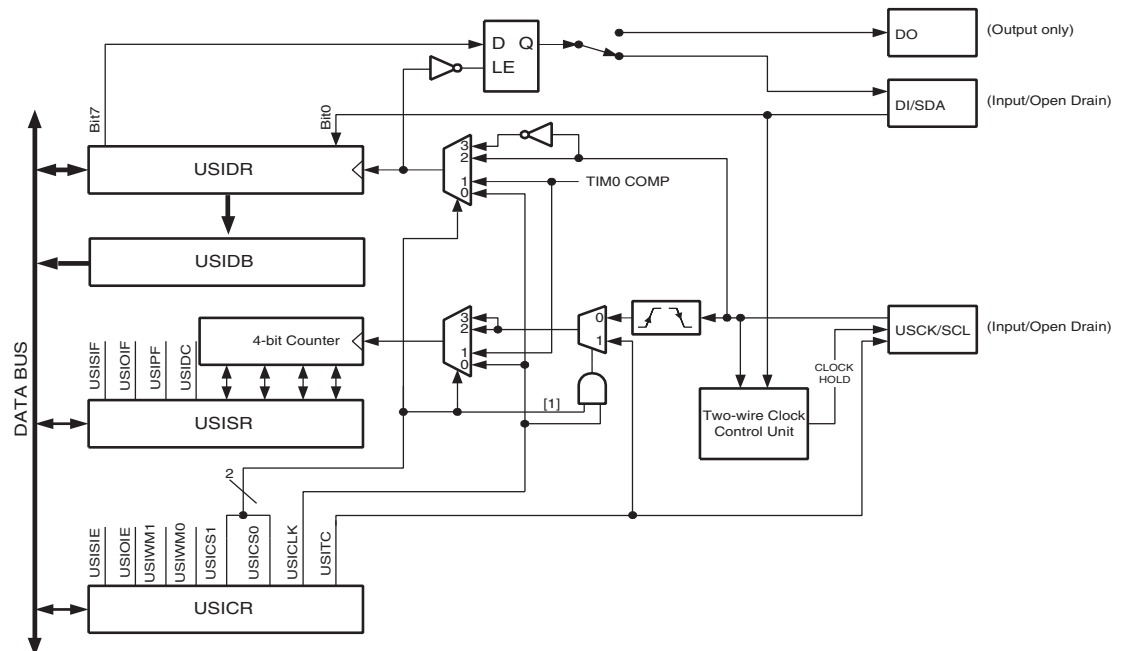 D Q
LE
DO
(Output only)
DI/SDA
(Input/Open Drain)
Bit7
Bit0
USIDR
3
2
1
0
TIM0 COMP
USIDB
DATA BUS
4-bit Counter
USISIF
USIOIF
USIPF
USIDC
USISR
3
2
1
0
0
1
[1]
USCK/SCL
(Input/Open Drain)
CLOCK
HOLD
Two-wire Clock
Control Unit
2
USISIE
USIOIE
USIWM1
USIWM0
USICS1
USICS0
USICLK
USITC
USICR